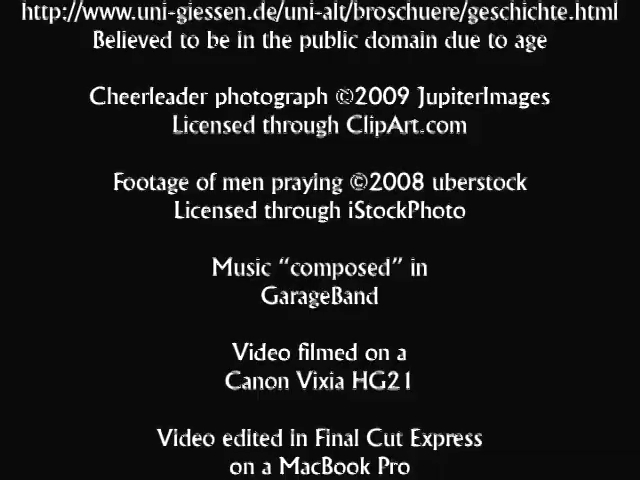 http://www.uni-giessen.de/uni-alt/broschuere/geschichte.html
Believed to be in the public domain due to age
Cheerleader photograph ©2009 JupiterImages
Licensed through ClipArt.com
Footage of men praying ©2008 uberstock
Licensed through iStockPhoto
Music “composed” in
GarageBand
Video filmed on a
Canon Vixia HG21
Video edited in Final Cut Express
on a MacBook Pro